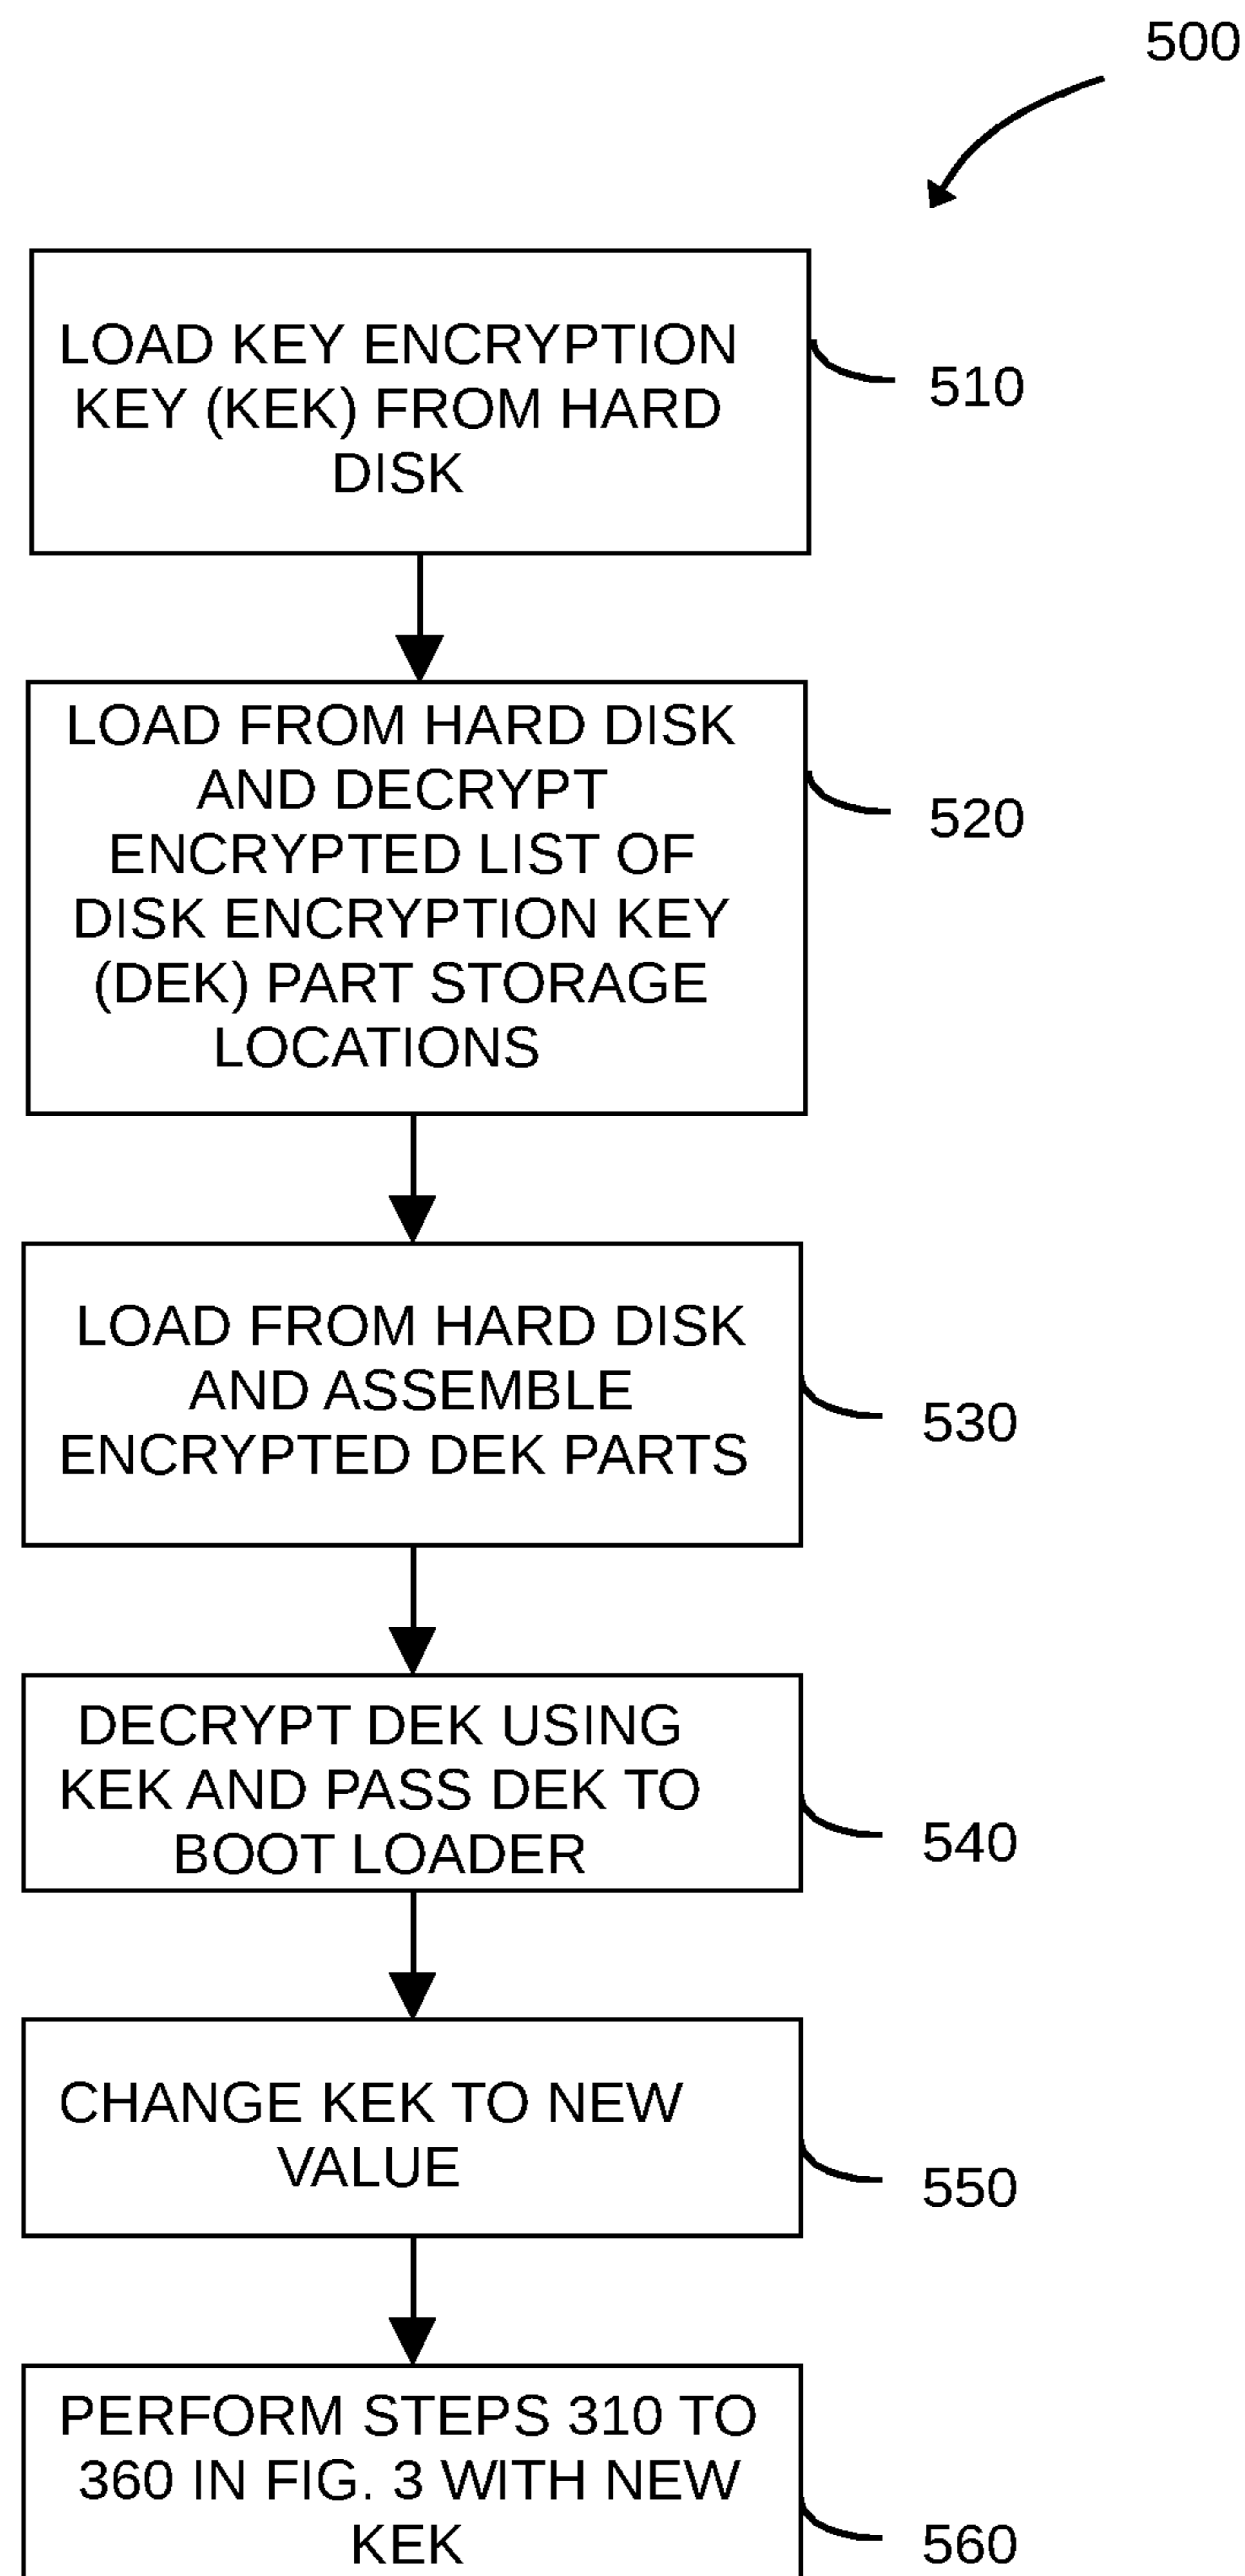 500
LOAD KEY ENCRYPTION
KEY (KEK) FROM HARD
DISK
510
LOAD FROM HARD DISK
AND DECRYPT
ENCRYPTED LIST OF
DISK ENCRYPTION KEY
(DEK) PART STORAGE
LOCATIONS
520
LOAD FROM HARD DISK
AND ASSEMBLE
ENCRYPTED DEK PARTS
530
DECRYPT DEK USING
KEK AND PASS DEK TO
BOOT LOADER
540
CHANGE KEK TO NEW
VALUE
550
PERFORM STEPS 310 TO
360 IN FIG. 3 WITH NEW
KEK
560